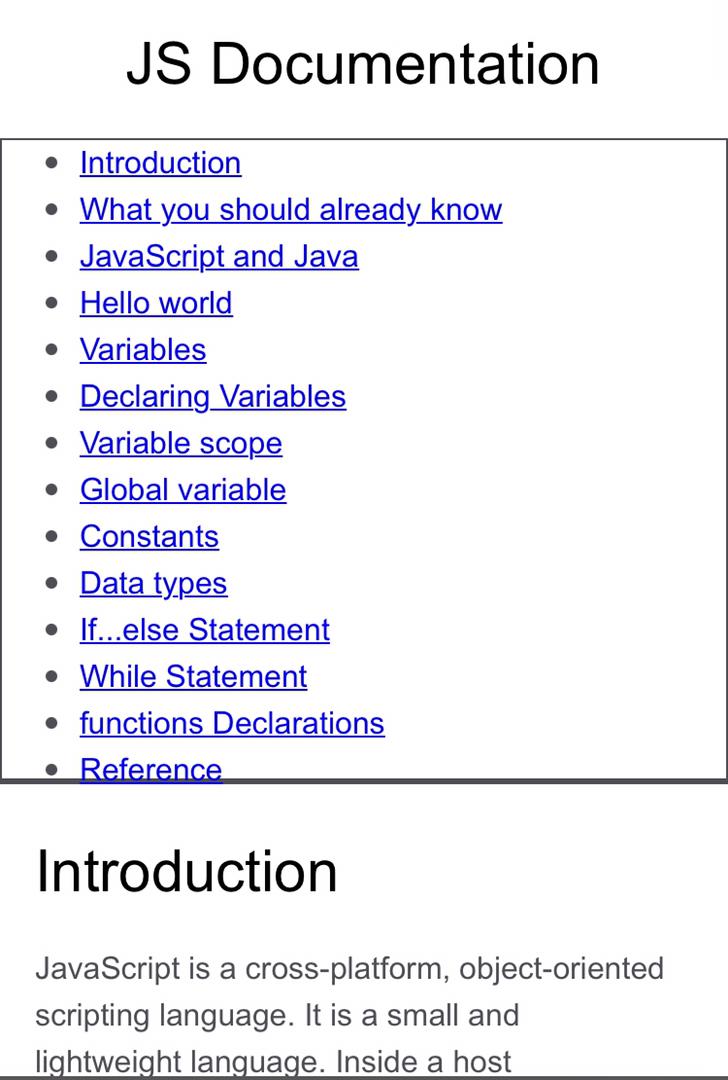 JS Documentation
Introduction
What you should already know
JavaScript and Java
Hello world
Variables
Declaring Variables
Variable scope
Global variable
Constants
Data types
If...else Statement
While Statement
functions Declarations
Reference
Introduction
JavaScript is a cross-platform, object-oriented
scripting language. It is a small and
lightweight language. Inside a host